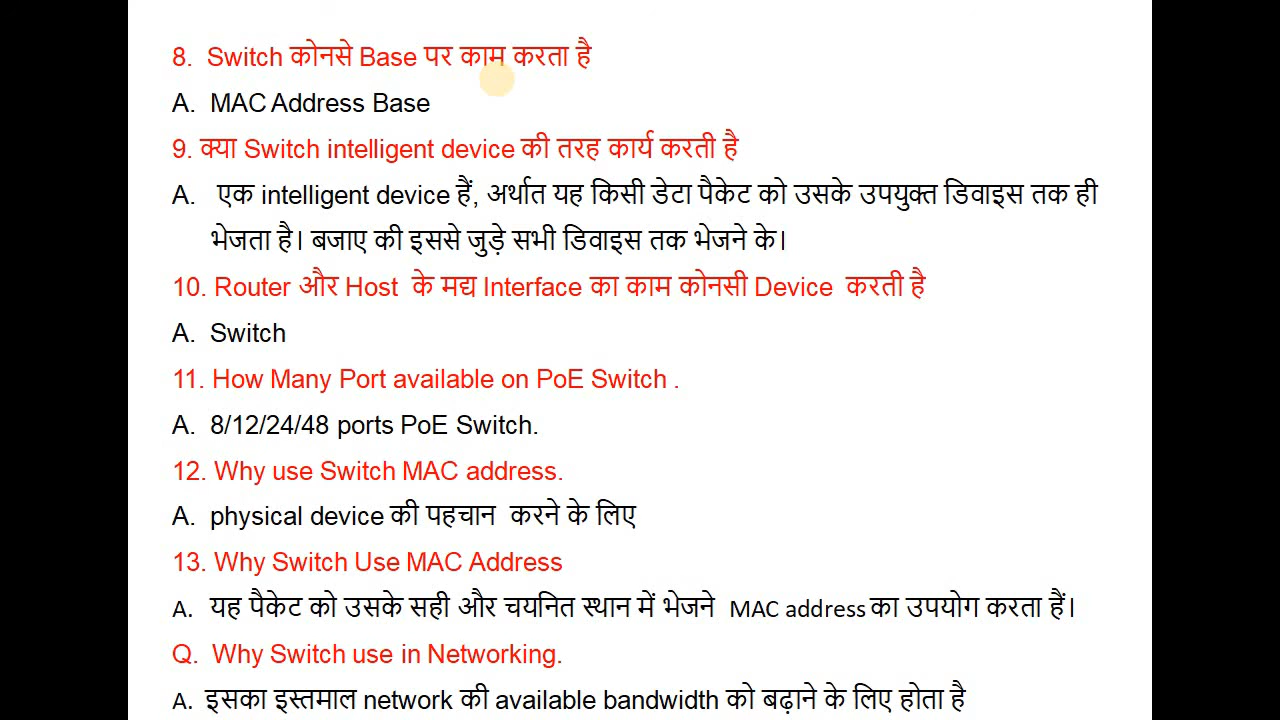 8. Switch कोनसे Base पर काम करता है
A. MAC Address Base
9. क्या Switch intelligent device की तरह कार्य करती है
A. एक intelligent device हैं, अर्थात यह किसी डेटा पैकेट को उसके उपयुक्त डिवाइस तक ही
भेजता है। बजाए की इससे जुड़े सभी डिवाइस तक भेजने के।
10. Router और Host के मद्य Interface का काम कोनसी Device करती है
A. Switch
11. How Many Port available on PoE Switch .
A. 8/12/24/48 ports PoE Switch.
12. Why use Switch MAC address.
A. physical device की पहचान करने के लिए
13. Why Switch Use MAC Address
A. यह पैकेट को उसके सही और चयनित स्थान में भेजने MAC address का उपयोग करता हैं।
Q. Why Switch use in Networking.
A. इसका इस्तमाल network की available bandwidth को बढ़ाने के लिए होता है